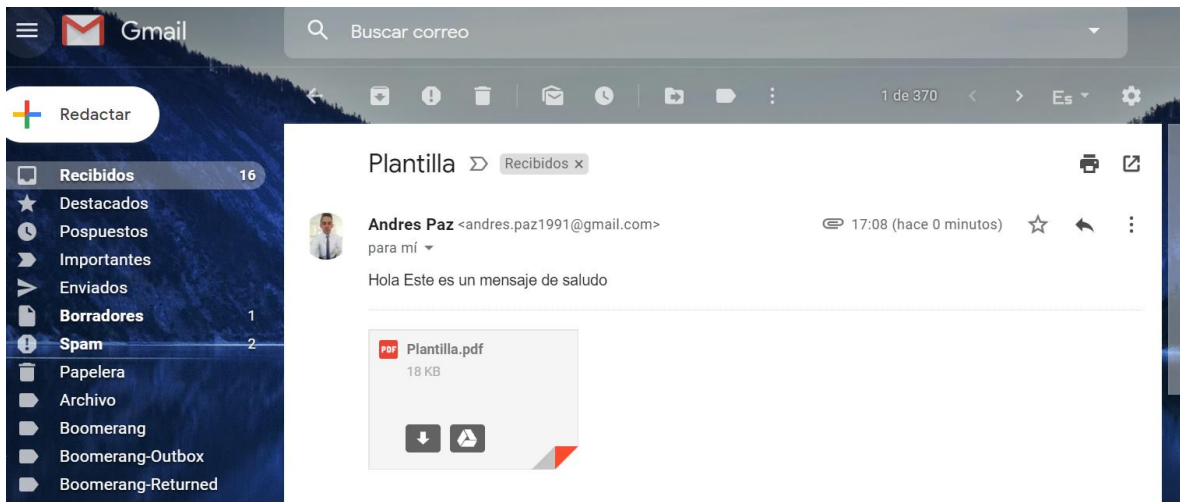 Gmail
Buscar correo
Redactar
1 de 370
Es
Recibidos 16
Destacados
Pospuestos
Importantes
Enviados
Borradores 1
Spam 2
Papelera
Archivo
Boomerang
Boomerang-Outbox
Boomerang-Returned
Plantilla Recibidos x
Andres Paz <andres.paz1991@gmail.com> 17:08 (hace 0 minutos)
para mí
Hola Este es un mensaje de saludo
PDF Plantilla.pdf
18 KB